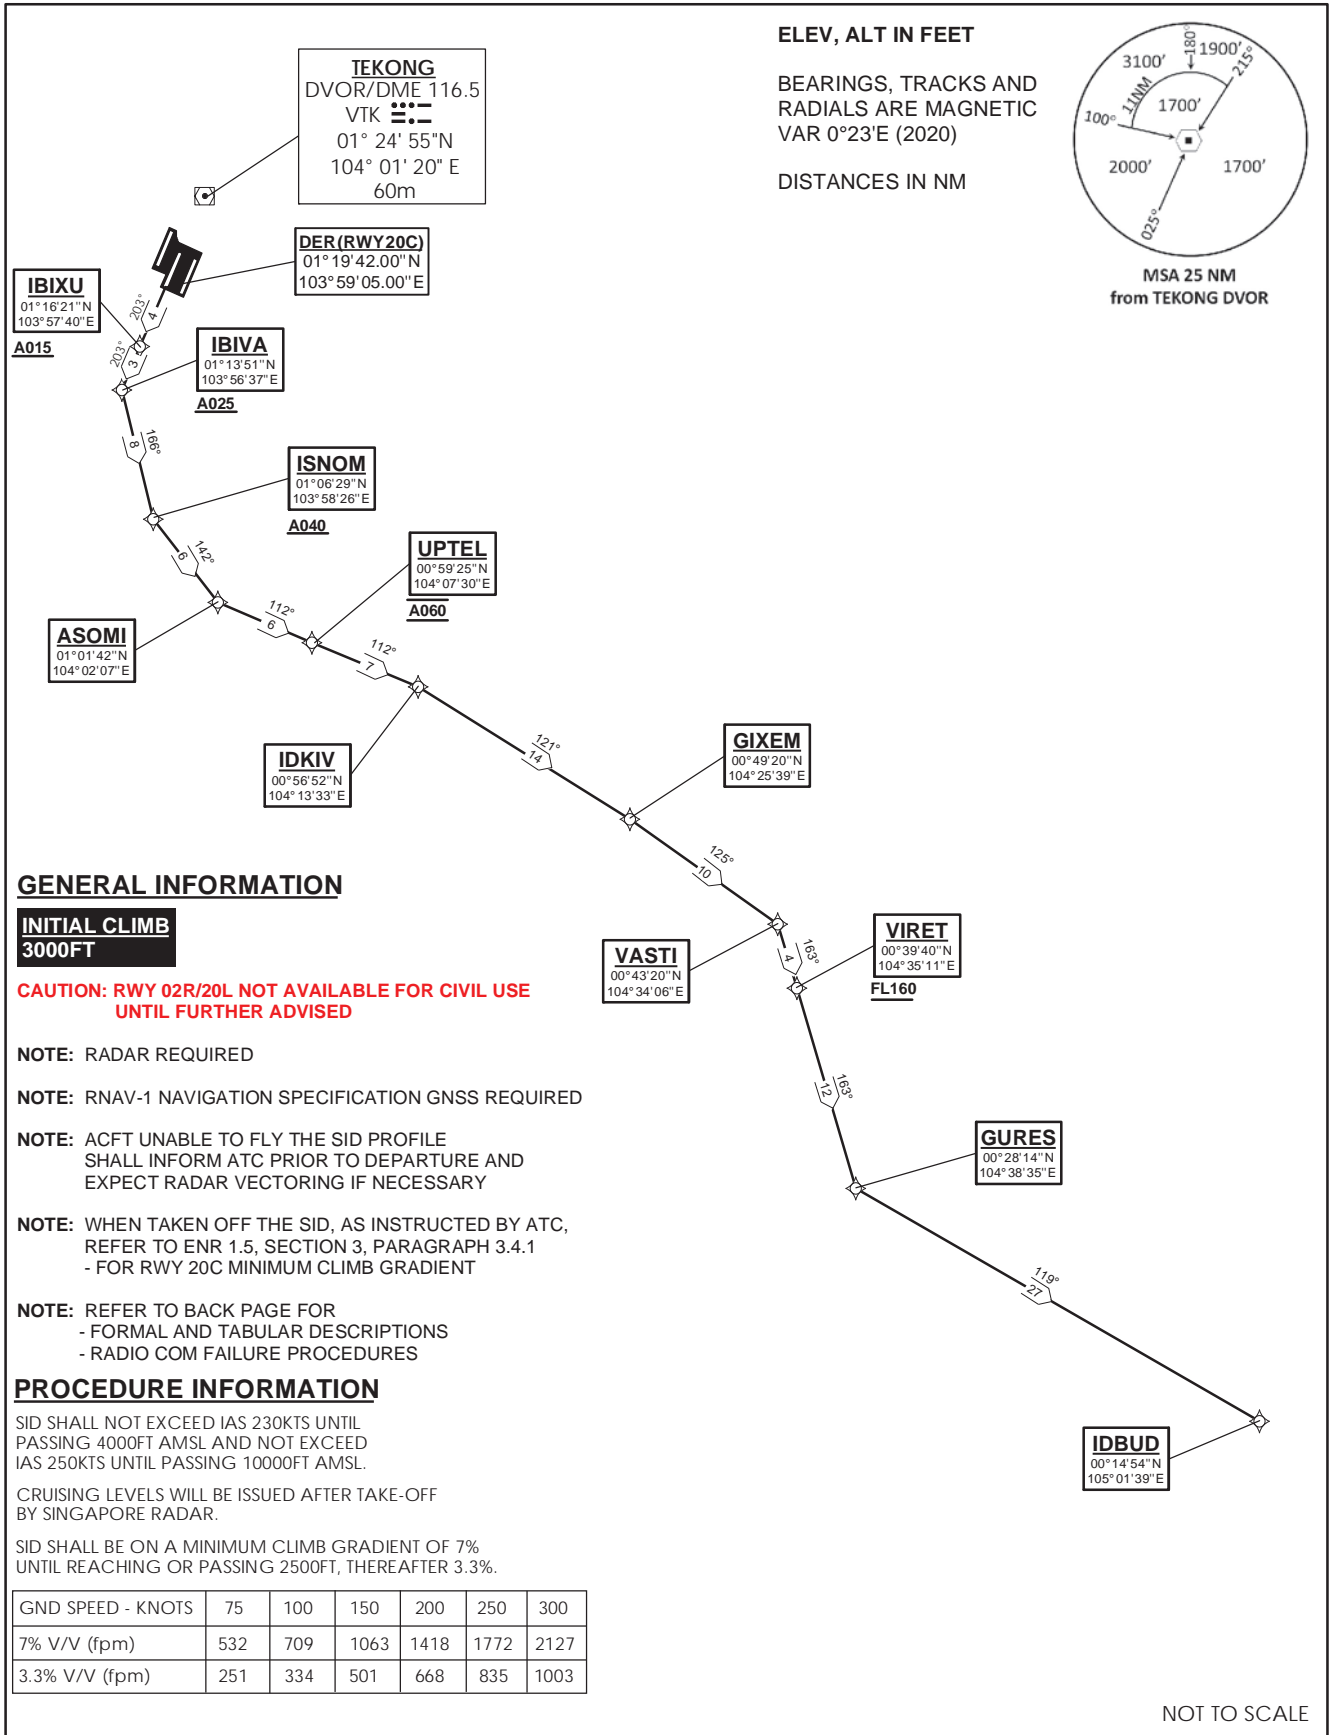 ELEV, ALT IN FEET
BEARINGS, TRACKS AND
RADIALS ARE MAGNETIC
VAR 0°23'E (2020)
DISTANCES IN NM
3100'
180°
1900'
215°
11NM
1700'
100°
2000'
1700'
025°
MSA 25 NM
from TEKONG DVOR
TEKONG
DVOR/DME 116.5
VTK
01° 24' 55"N
104° 01' 20" E
60m
DER(RWY20C)
01°19'42.00"N
103°59'05.00"E
IBIXU
01°16'21"N
103°57'40"E
A015
203°
4
203°
3
IBIVA
01°13'51"N
103°56'37"E
A025
166°
8
ISNOM
01°06'29"N
103°58'26"E
A040
142°
6
UPTEL
00°59'25"N
104°07'30"E
A060
ASOMI
01°01'42"N
104°02'07"E
112°
6
112°
7
IDKIV
00°56'52"N
104°13'33"E
121°
14
GIXEM
00°49'20"N
104°25'39"E
125°
10
VASTI
00°43'20"N
104°34'06"E
163°
4
VIRET
00°39'40"N
104°35'11"E
FL160
163°
12
GURES
00°28'14"N
104°38'35"E
119°
27
IDBUD
00°14'54"N
105°01'39"E
GENERAL INFORMATION
INITIAL CLIMB
3000FT
CAUTION: RWY 02R/20L NOT AVAILABLE FOR CIVIL USE
UNTIL FURTHER ADVISED
NOTE: RADAR REQUIRED
NOTE: RNAV-1 NAVIGATION SPECIFICATION GNSS REQUIRED
NOTE: ACFT UNABLE TO FLY THE SID PROFILE
SHALL INFORM ATC PRIOR TO DEPARTURE AND
EXPECT RADAR VECTORING IF NECESSARY
NOTE: WHEN TAKEN OFF THE SID, AS INSTRUCTED BY ATC,
REFER TO ENR 1.5, SECTION 3, PARAGRAPH 3.4.1
- FOR RWY 20C MINIMUM CLIMB GRADIENT
NOTE: REFER TO BACK PAGE FOR
- FORMAL AND TABULAR DESCRIPTIONS
- RADIO COM FAILURE PROCEDURES
PROCEDURE INFORMATION
SID SHALL NOT EXCEED IAS 230KTS UNTIL
PASSING 4000FT AMSL AND NOT EXCEED
IAS 250KTS UNTIL PASSING 10000FT AMSL.
CRUISING LEVELS WILL BE ISSUED AFTER TAKE-OFF
BY SINGAPORE RADAR.
SID SHALL BE ON A MINIMUM CLIMB GRADIENT OF 7%
UNTIL REACHING OR PASSING 2500FT, THEREAFTER 3.3%.
GND SPEED - KNOTS 75 100 150 200 250 300
7% V/V (fpm) 532 709 1063 1418 1772 2127
3.3% V/V (fpm) 251 334 501 668 835 1003
NOT TO SCALE